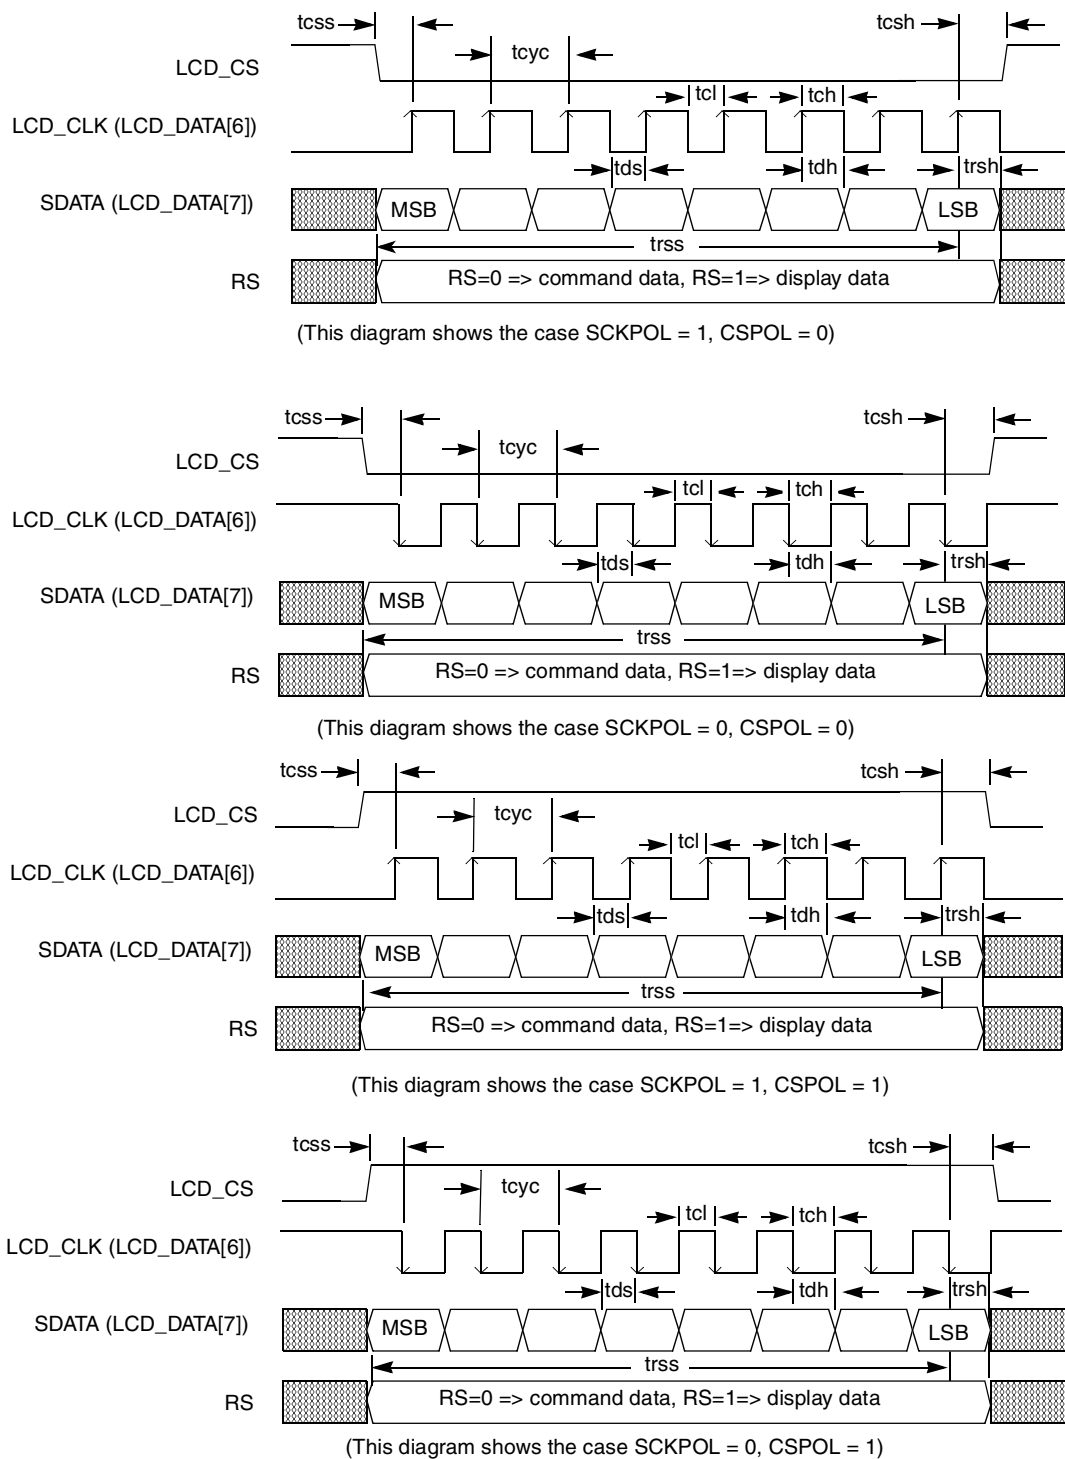 tcss
tcsh
tcyc
LCD_CS
tcl
tch
LCD_CLK (LCD_DATA[6])
tds
tdh
trsh
SDATA (LCD_DATA[7])
MSB
LSB
trss
RS
RS=0 => command data, RS=1=> display data
(This diagram shows the case SCKPOL = 1, CSPOL = 0)
tcss
tcsh
tcyc
LCD_CS
tcl
tch
LCD_CLK (LCD_DATA[6])
tds
tdh
trsh
SDATA (LCD_DATA[7])
MSB
LSB
trss
RS
RS=0 => command data, RS=1=> display data
(This diagram shows the case SCKPOL = 0, CSPOL = 0)
tcss
tcsh
tcyc
LCD_CS
tcl
tch
LCD_CLK (LCD_DATA[6])
tds
tdh
trsh
SDATA (LCD_DATA[7])
MSB
LSB
trss
RS
RS=0 => command data, RS=1=> display data
(This diagram shows the case SCKPOL = 1, CSPOL = 1)
tcss
tcsh
tcyc
LCD_CS
tcl
tch
LCD_CLK (LCD_DATA[6])
tds
tdh
trsh
SDATA (LCD_DATA[7])
MSB
LSB
trss
RS
RS=0 => command data, RS=1=> display data
(This diagram shows the case SCKPOL = 0, CSPOL = 1)